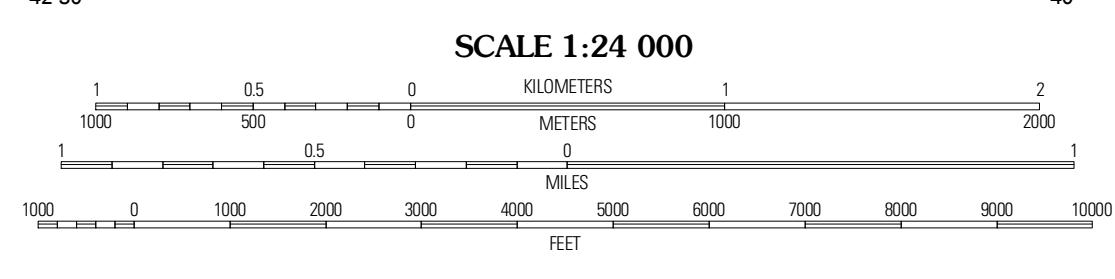 SCALE 1:24 000
1 0.5 0 KILOMETERS 1 2
1000 500 0 METERS 1000 2000
1 0.5 0 1
MILES
1000 0 1000 2000 3000 4000 5000 6000 7000 8000 9000 10000
FEET